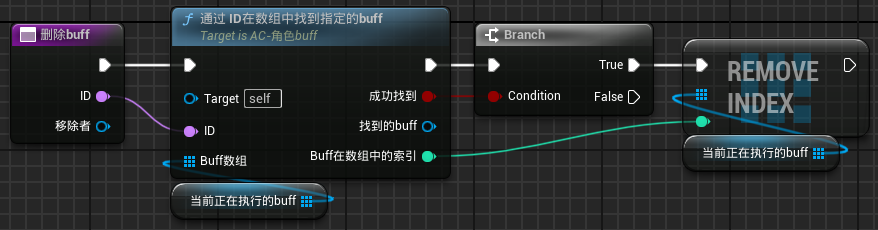 删除buff
ID
移除者
通过 ID在数组中找到指定的buff
Target is AC-角色buff
Target self
ID
Buff数组
成功找到
找到的buff
Buff在数组中的索引
当前正在执行的buff
Branch
Condition
True
False
REMOVE
INDEX
当前正在执行的buff